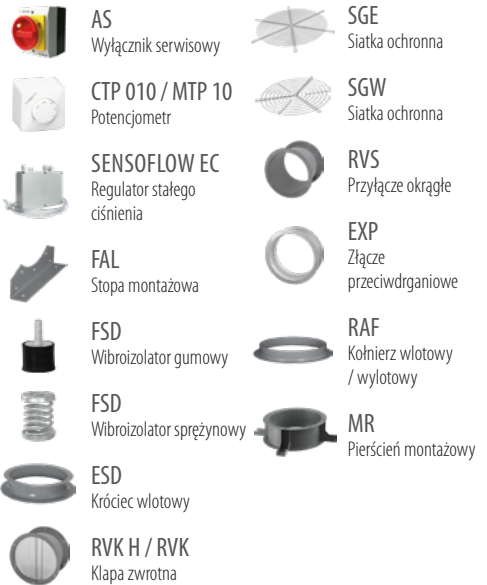 AS
Wyłącznik serwisowy
CTP 010 / MTP 10
Potencjometr
SENSOFLOW EC
Regulator stałego
ciśnienia
FAL
Stopa montażowa
FSD
Wibroizolator gumowy
FSD
Wibroizolator sprężynowy
ESD
Króciec wlotowy
RVK H / RVK
Klapa zwrotna
SGE
Siatka ochronna
SGW
Siatka ochronna
RVS
Przyłącze okrągłe
EXP
Złącze
przeciwdrganiowe
RAF
Kołnierz wlotowy
/ wylotowy
MR
Pierścień montażowy